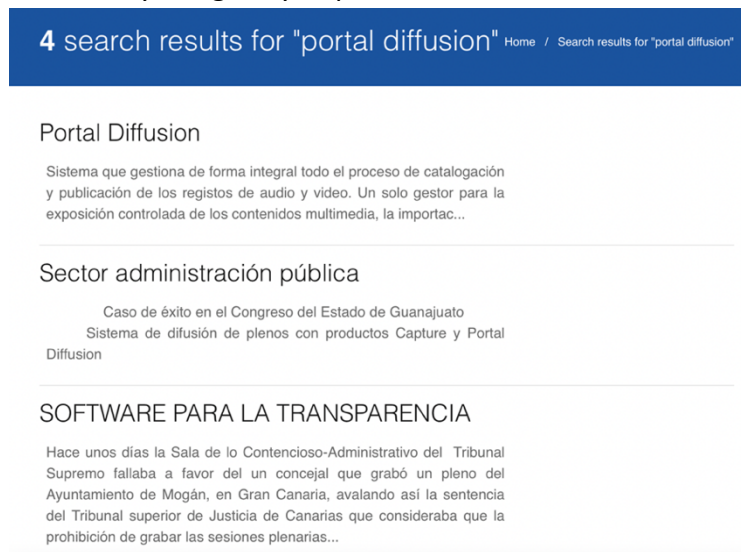 4 search results for "portal diffusion" Home / Search results for "portal diffusion"
Portal Diffusion
Sistema que gestiona de forma integral todo el proceso de catalogación
y publicación de los registos de audio y video. Un solo gestor para la
exposición controlada de los contenidos multimedia, la importac...
Sector administración pública
Caso de éxito en el Congreso del Estado de Guanajuato
Sistema de difusión de plenos con productos Capture y Portal
Diffusion
SOFTWARE PARA LA TRANSPARENCIA
Hace unos días la Sala de lo Contencioso-Administrativo del Tribunal
Supremo fallaba a favor del un concejal que grabó un pleno del
Ayuntamiento de Mogán, en Gran Canaria, avalando así la sentencia
del Tribunal superior de Justicia de Canarias que consideraba que la
prohibición de grabar las sesiones plenarias...